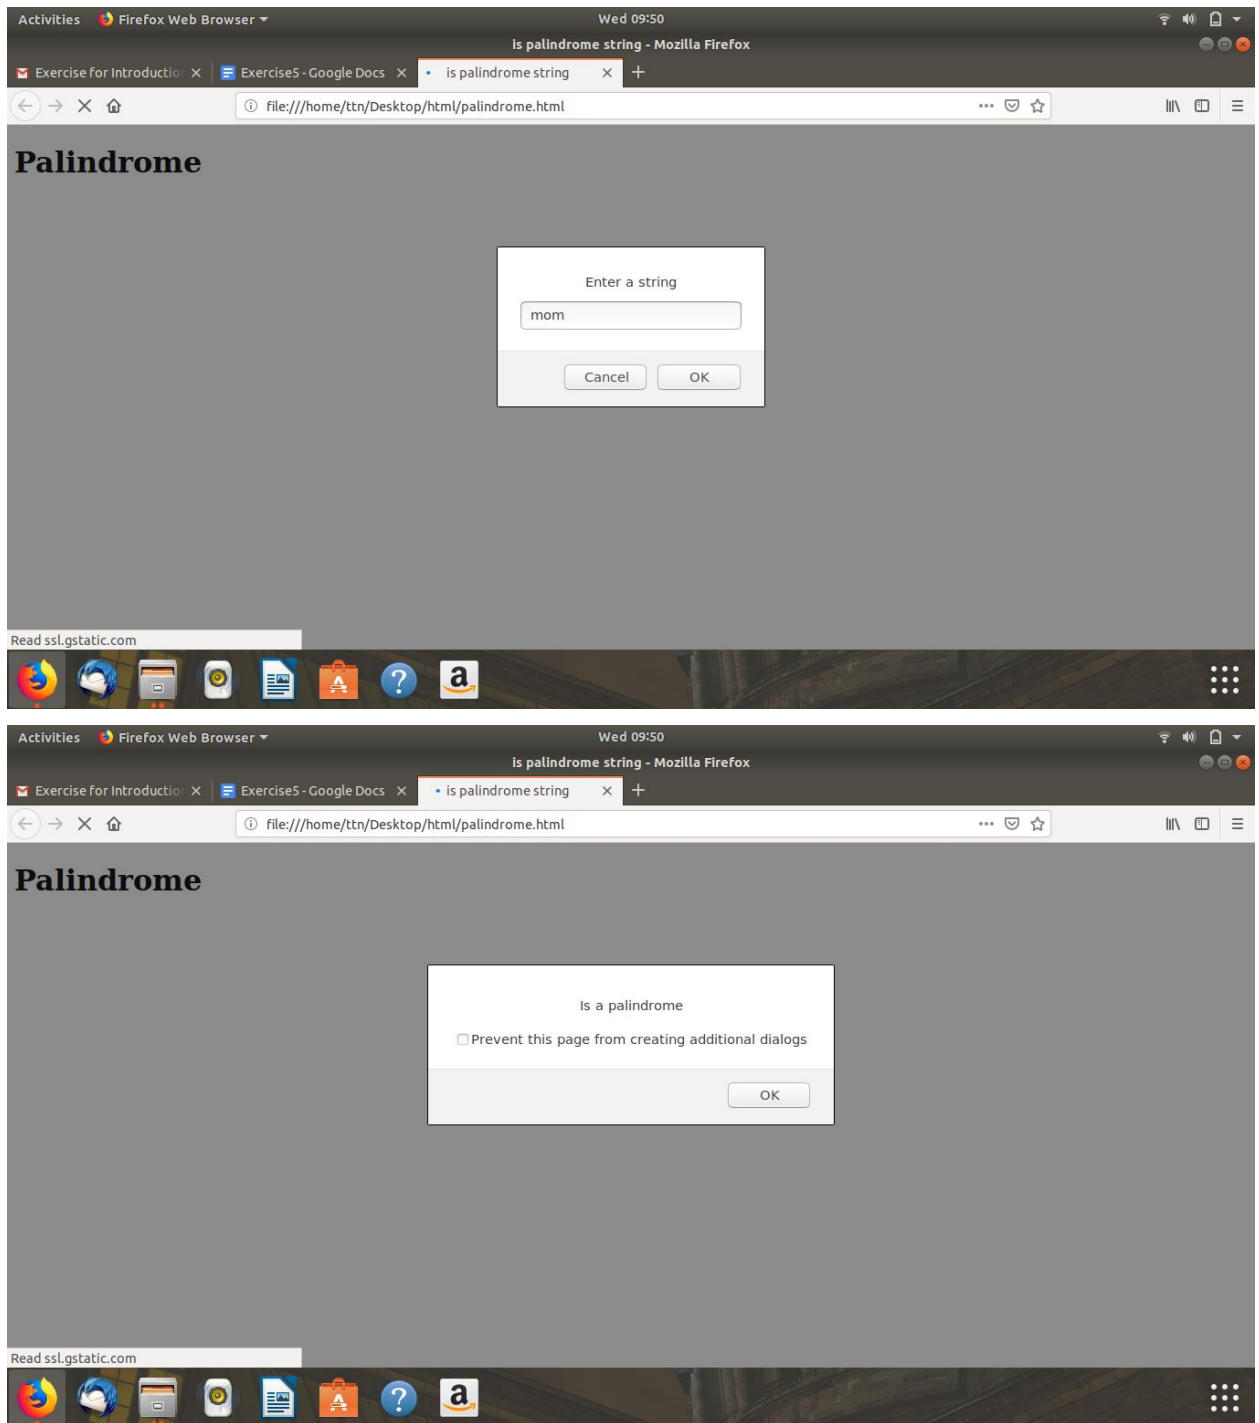 Activities Firefox Web Browser Wed 09:50
is palindrome string - Mozilla Firefox
Exercise for Introductio Exercise5 - Google Docs is palindrome string
file:///home/ttn/Desktop/html/palindrome.html
Palindrome
Enter a string
mom
Cancel OK
Read ssl.gstatic.com
Activities Firefox Web Browser Wed 09:50
is palindrome string - Mozilla Firefox
Exercise for Introductio Exercise5 - Google Docs is palindrome string
file:///home/ttn/Desktop/html/palindrome.html
Palindrome
Is a palindrome
Prevent this page from creating additional dialogs
OK
Read ssl.gstatic.com